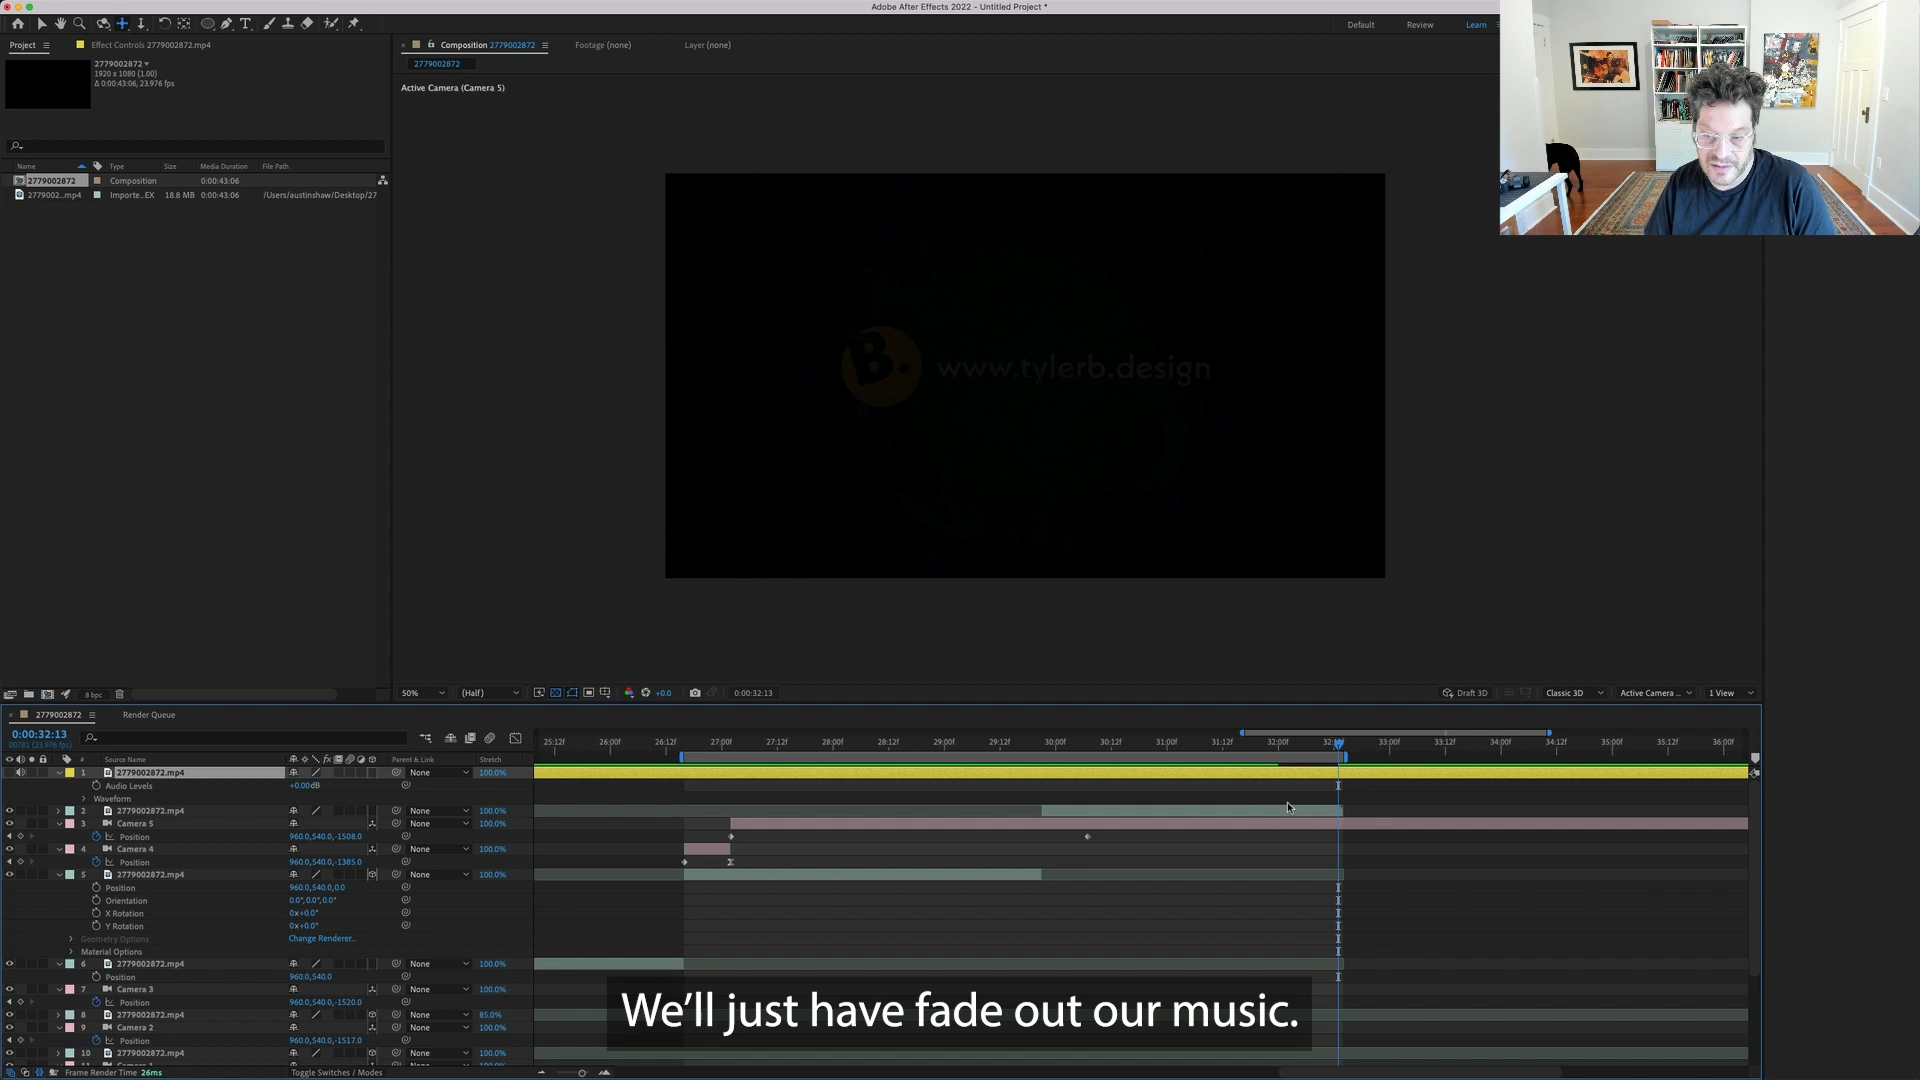 Adobe After Effects 2022 - Untitled Project *
Default
Review
Learn
Project
Effect Controls 2779002872.mp4
Composition 2779002872
Footage (none)
Layer (none)
2779002872
1920 x 1080 (1.00)
Δ 0:00:43:06, 23.976 fps
2779002872
Active Camera (Camera 5)
Name
Type
Size
Media Duration
File Path
2779002872
Composition
0:00:43:06
2779002...mp4
Importe...EX
18.8 MB
0:00:43:06
/Users/austinshaw/Desktop/27
B.
www.tylerb.design
8 bpc
50%
(Half)
+0.0
0:00:32:13
Draft 3D
Classic 3D
Active Camera ...
1 View
2779002872
Render Queue
0:00:32:13
00781 (23.976 fps)
25:12f 26:00f 26:12f 27:00f 27:12f 28:00f 28:12f 29:00f 29:12f 30:00f 30:12f 31:00f 31:12f 32:00f 33:00f 33:12f 34:00f 34:12f 35:00f 35:12f 36:00f
# Source Name fx Parent & Link Stretch
1 2779002872.mp4 None 100.0%
Audio Levels +0.00dB
Waveform
2 2779002872.mp4 None 100.0%
3 Camera 5 None 100.0%
Position 960.0,540.0,-1508.0
4 Camera 4 None 100.0%
Position 960.0,540.0,-1385.0
5 2779002872.mp4 None 100.0%
Position 960.0,540.0,0.0
Orientation 0.0°,0.0°,0.0°
X Rotation 0x+0.0°
Y Rotation 0x+0.0°
Geometry Options Change Renderer...
Material Options
6 2779002872.mp4 None 100.0%
Position 960.0,540.0
7 Camera 3 None 100.0%
Position 960.0,540.0,-1520.0
8 2779002872.mp4 None 85.0%
9 Camera 2 None 100.0%
Position 960.0,540.0,-1517.0
10 2779002872.mp4 None 100.0%
Frame Render Time 26ms
Toggle Switches / Modes
We'll just have fade out our music.